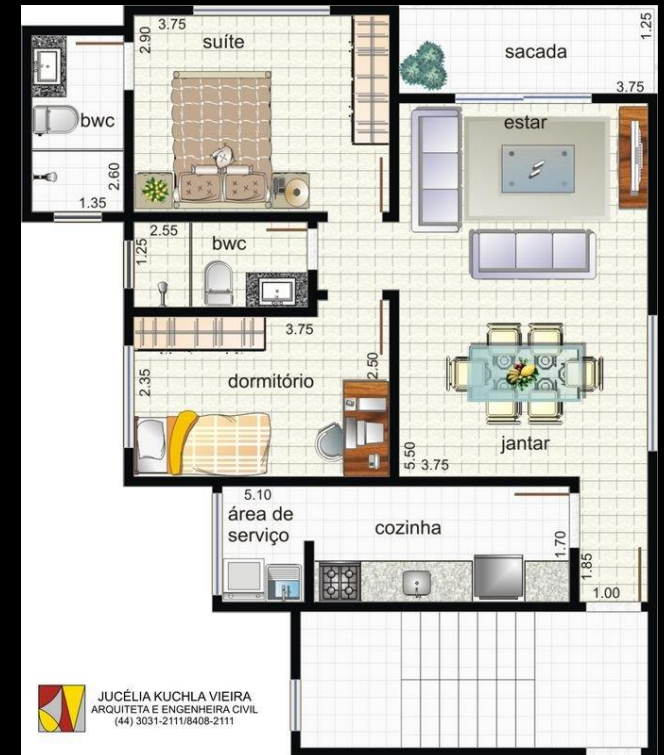 3.75
2.90
suíte
1.25
sacada
3.75
bwc
estar
2.60
1.35
2.55
1.25
bwc
3.75
2.50
2.35
dormitório
jantar
5.50
3.75
5.10
área de
serviço
cozinha
1.70
1.85
1.00
JUCÉLIA KUCHLA VIEIRA
ARQUITETA E ENGENHEIRA CIVIL
(44) 3031-2111/8408-2111